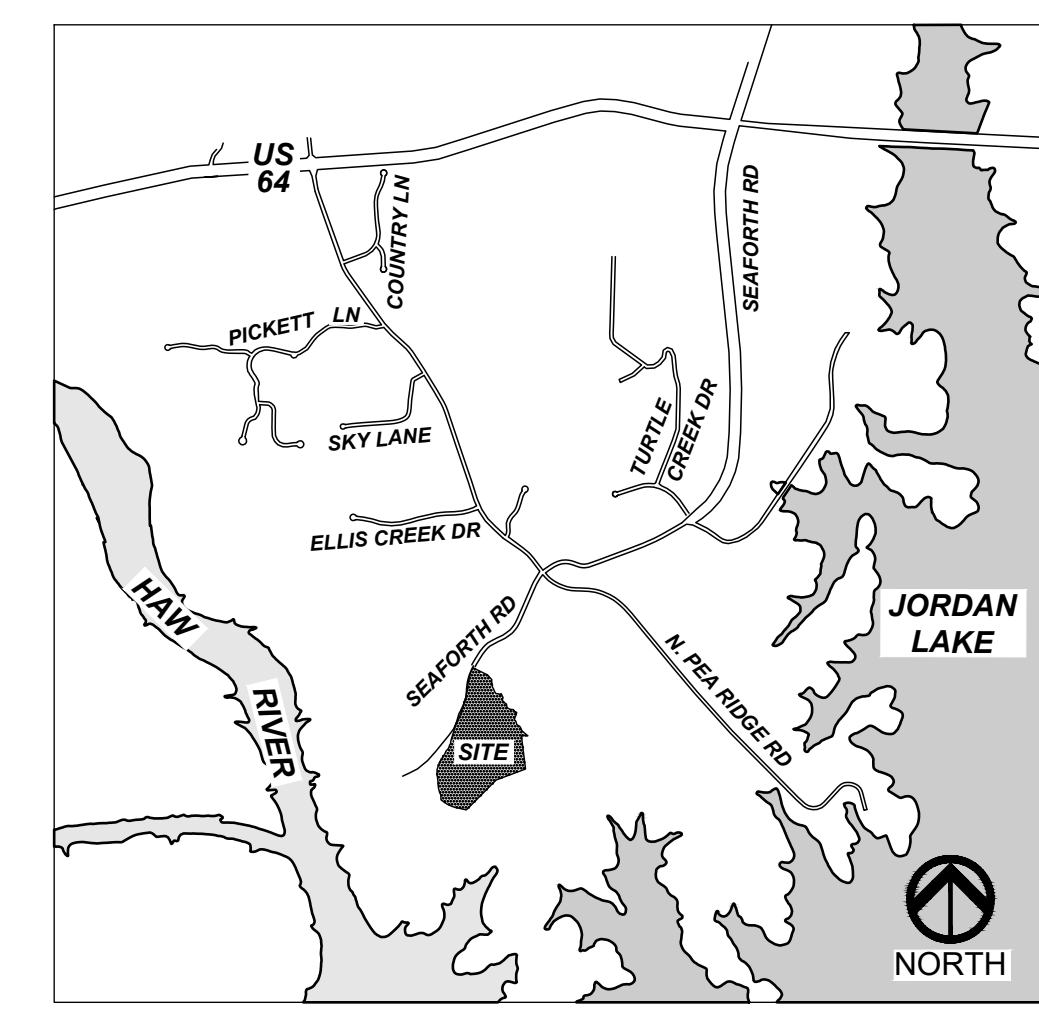 US
64
COUNTRY LN
SEAFORTH RD
PICKETT LN
SKY LANE
TURTLE
CREEK DR
ELLIS CREEK DR
HAW
RIVER
SEAFORTH RD
JORDAN
LAKE
N. PEA RIDGE RD
SITE
NORTH